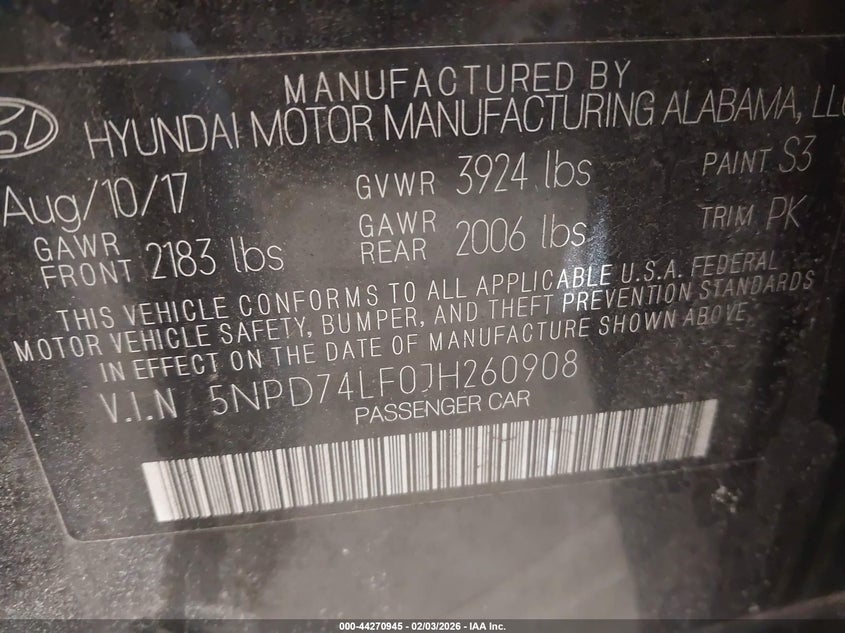 MANUFACTURED BY
HYUNDAI MOTOR MANUFACTURING ALABAMA, LLC
Aug/10/17 GVWR 3924 lbs PAINT S3
GAWR FRONT 2183 lbs GAWR REAR 2006 lbs TRIM PK
THIS VEHICLE CONFORMS TO ALL APPLICABLE U.S.A. FEDERAL
MOTOR VEHICLE SAFETY, BUMPER, AND THEFT PREVENTION STANDARDS
IN EFFECT ON THE DATE OF MANUFACTURE SHOWN ABOVE.
V.I.N 5NPD74LF0JH260908
PASSENGER CAR
000-44270945 - 02/03/2026 - IAA Inc.